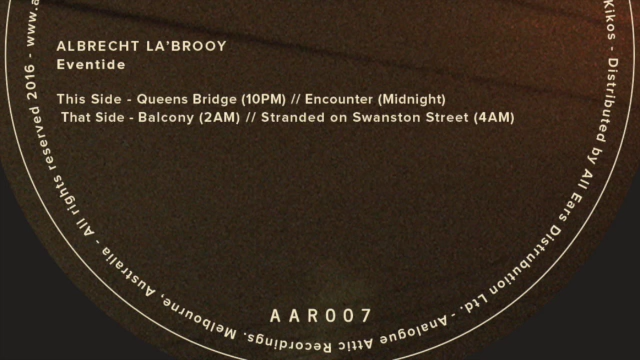 ALBRECHT LA'BROOY
Eventide
This Side - Queens Bridge (10PM) // Encounter (Midnight)
That Side - Balcony (2AM) // Stranded on Swanston Street (4AM)
AAR007
Kikos - Distributed by All Ears Distrubution Ltd. - Analogue Attic Recordings. Melbourne, Australia - All rights reserved 2016 - www.a